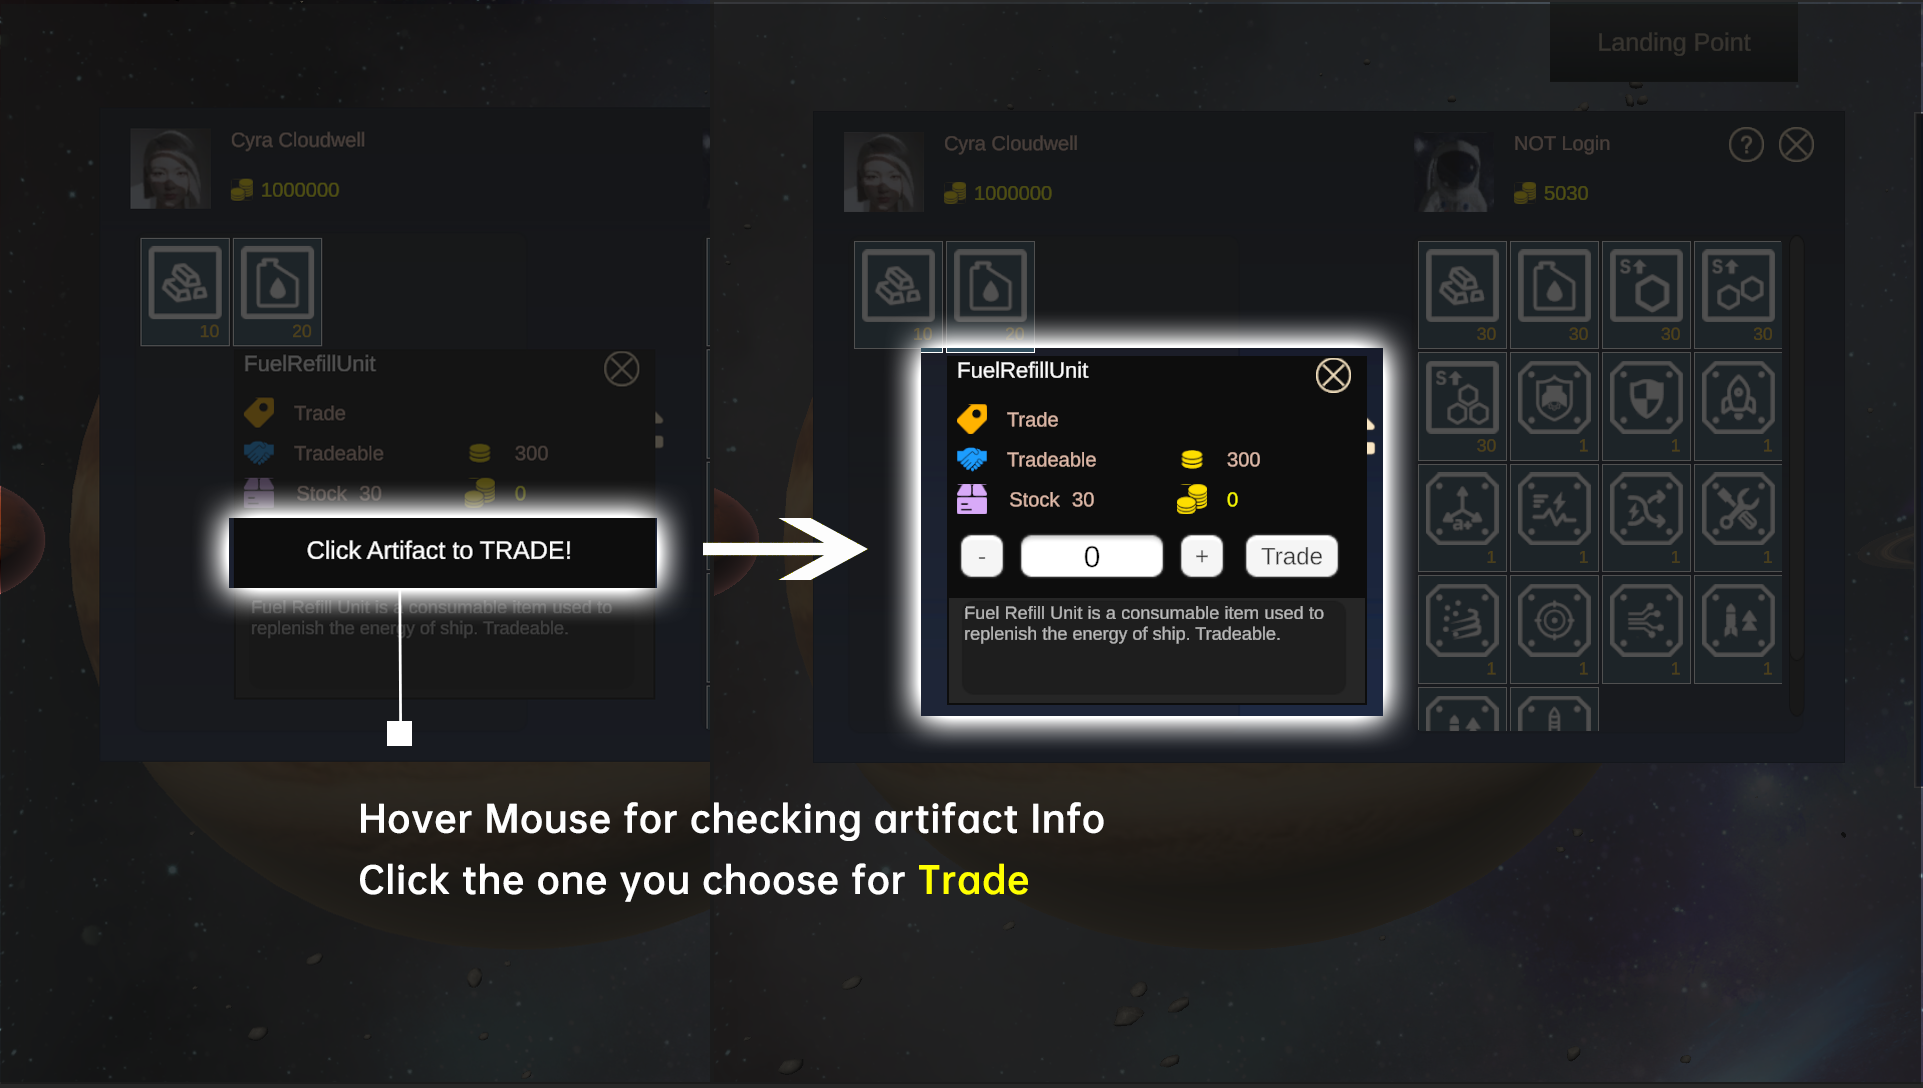 Landing Point
Cyra Cloudwell
1000000
10
20
FuelRefillUnit
Trade
Tradeable
300
Stock 30
0
Click Artifact to TRADE!
Fuel Refill Unit is a consumable item used to
replenish the energy of ship. Tradeable.
Cyra Cloudwell
1000000
10
20
FuelRefillUnit
Trade
Tradeable
300
Stock 30
0
-
0
+
Trade
Fuel Refill Unit is a consumable item used to
replenish the energy of ship. Tradeable.
NOT Login
?
5030
S
S
30
30
30
30
S
30
1
1
1
a+
1
1
1
1
1
1
1
1
Hover Mouse for checking artifact Info
Click the one you choose for Trade